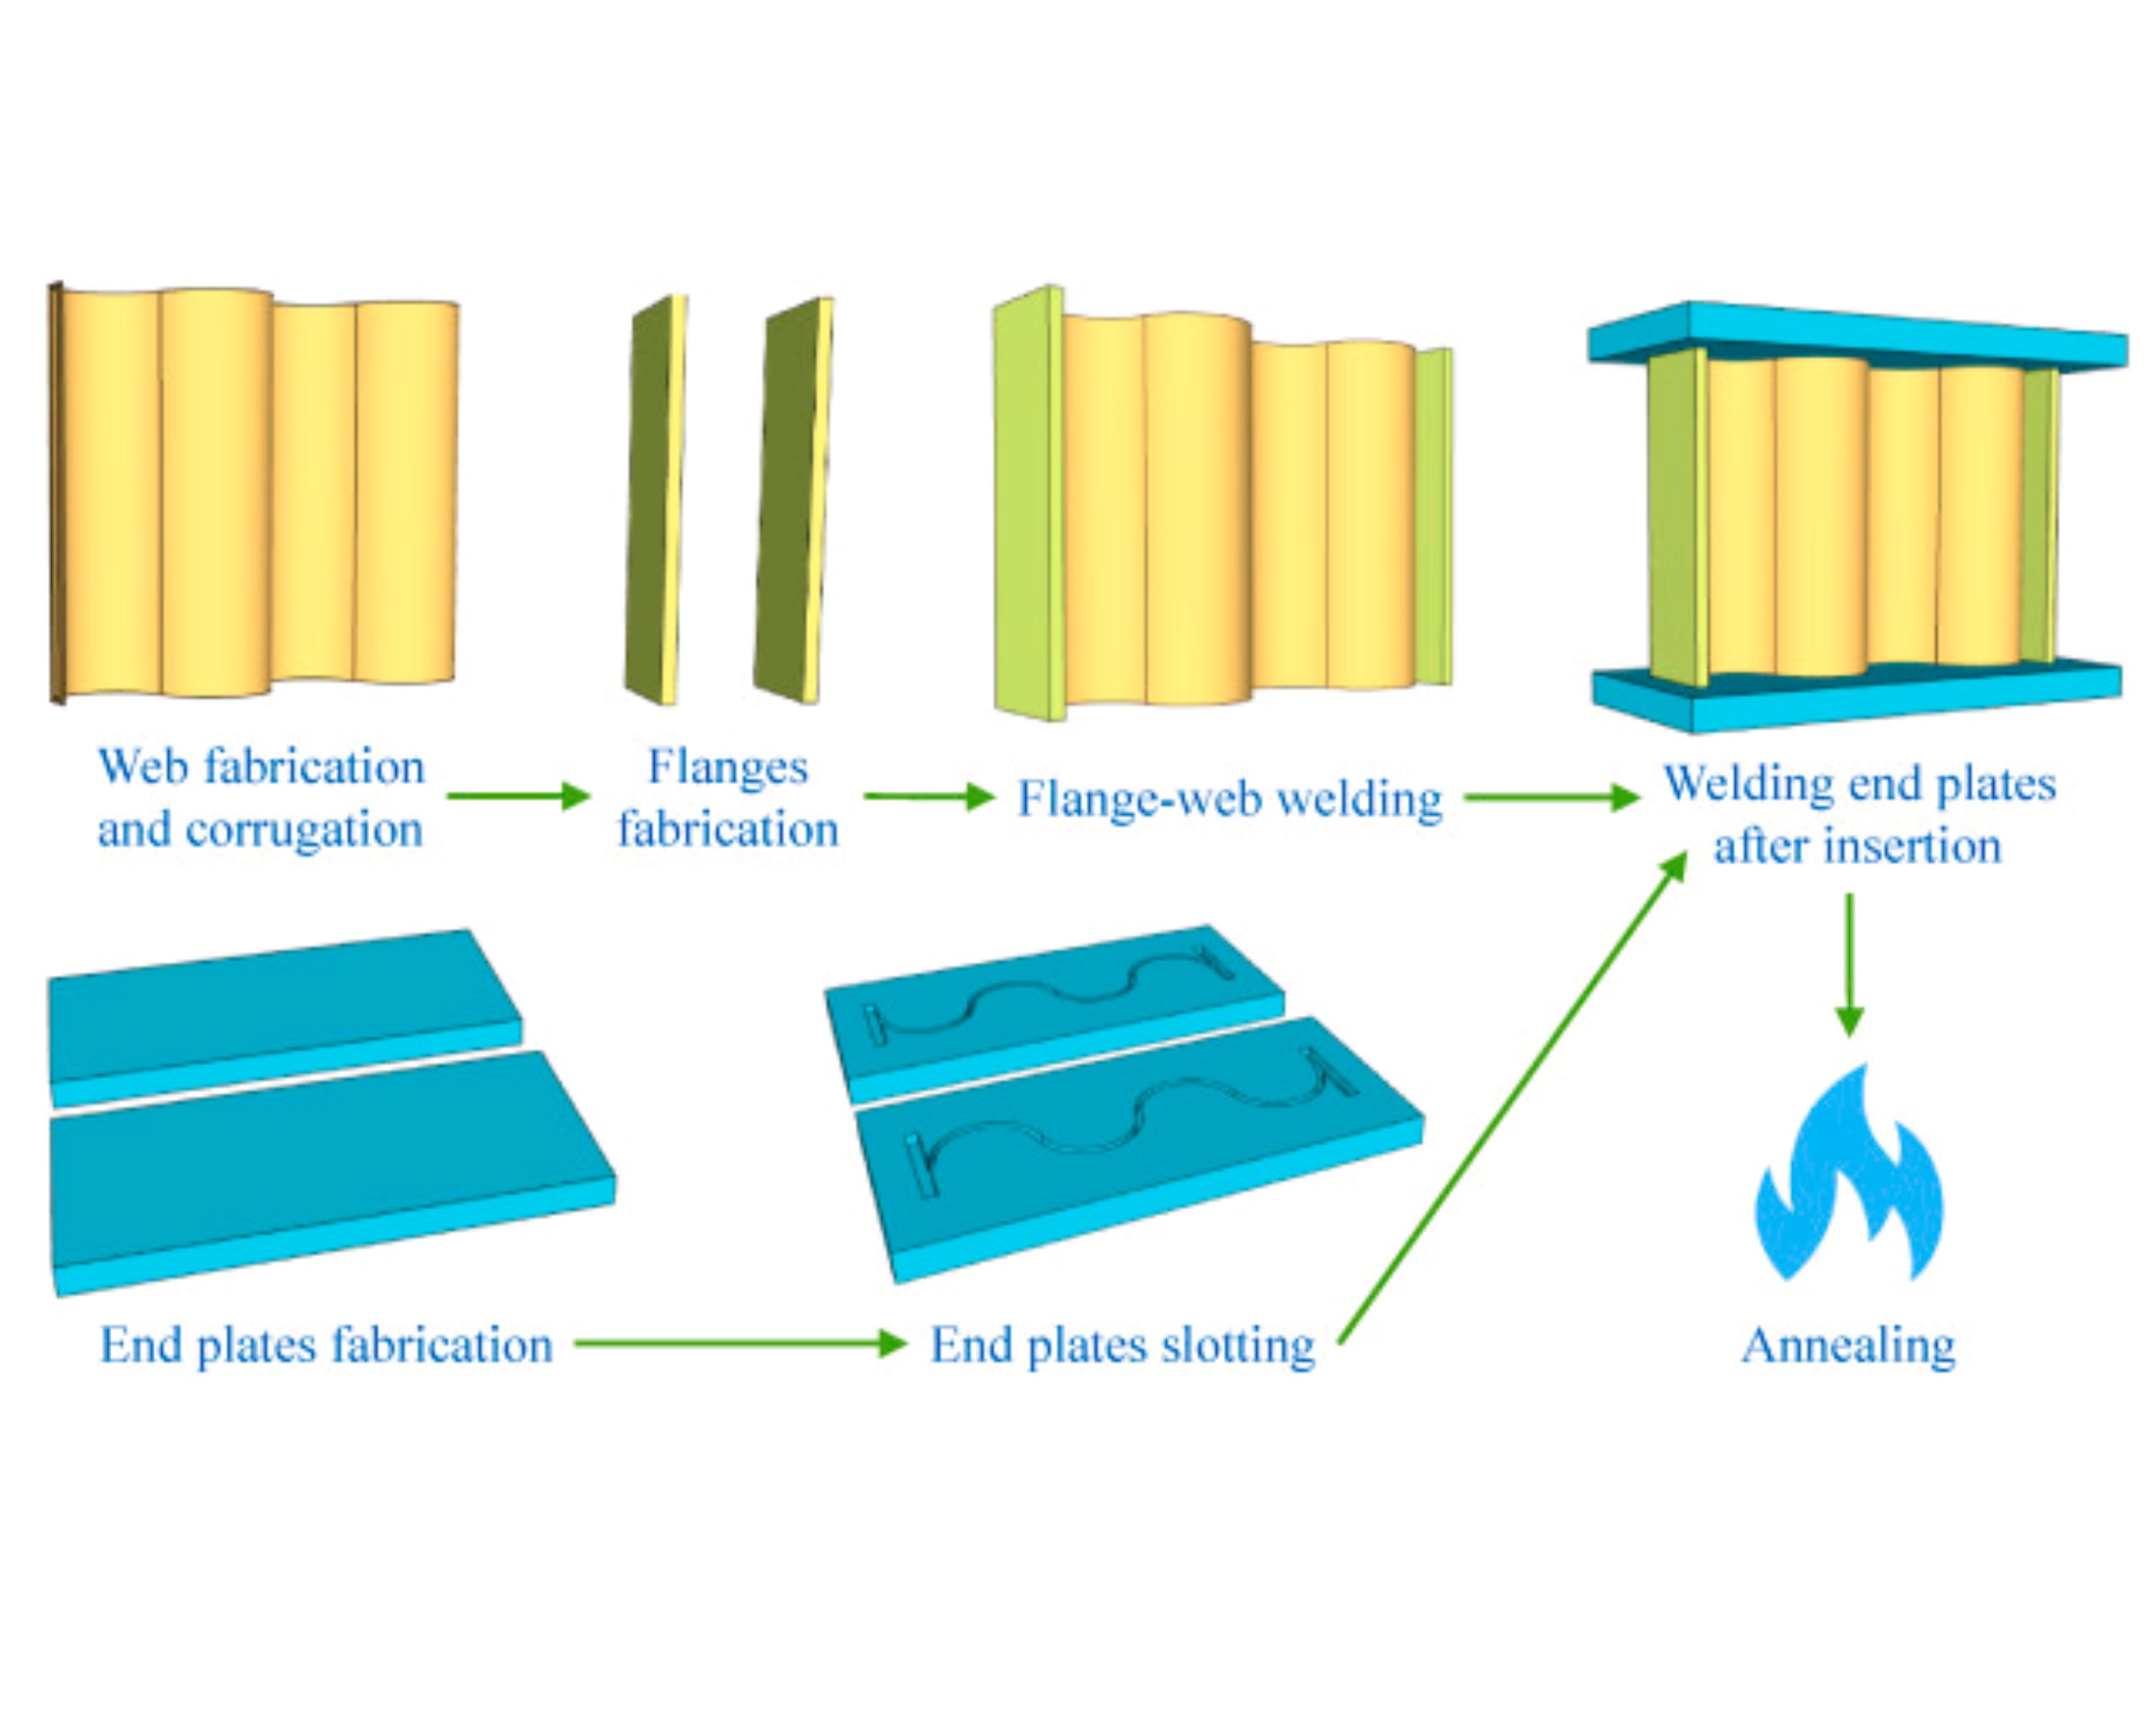 Web fabrication
and corrugation
Flanges
fabrication
Flange-web welding
Welding end plates
after insertion
End plates fabrication
End plates slotting
Annealing